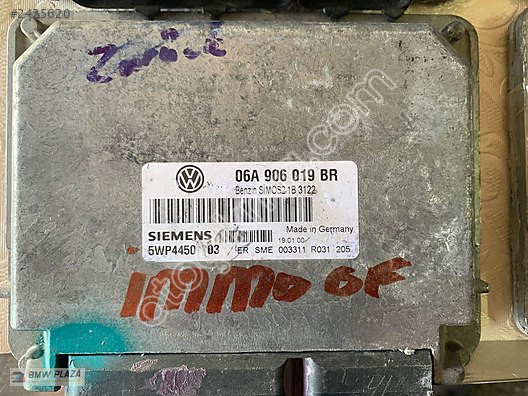 #2435620
06A 906 019 BR
Benzin SIMOS2.1B 3122
SIEMENS
Made in Germany
19.01.00
5WP4450 03
ER SME 003311 R031 205
immo OF
BMW PLAZA